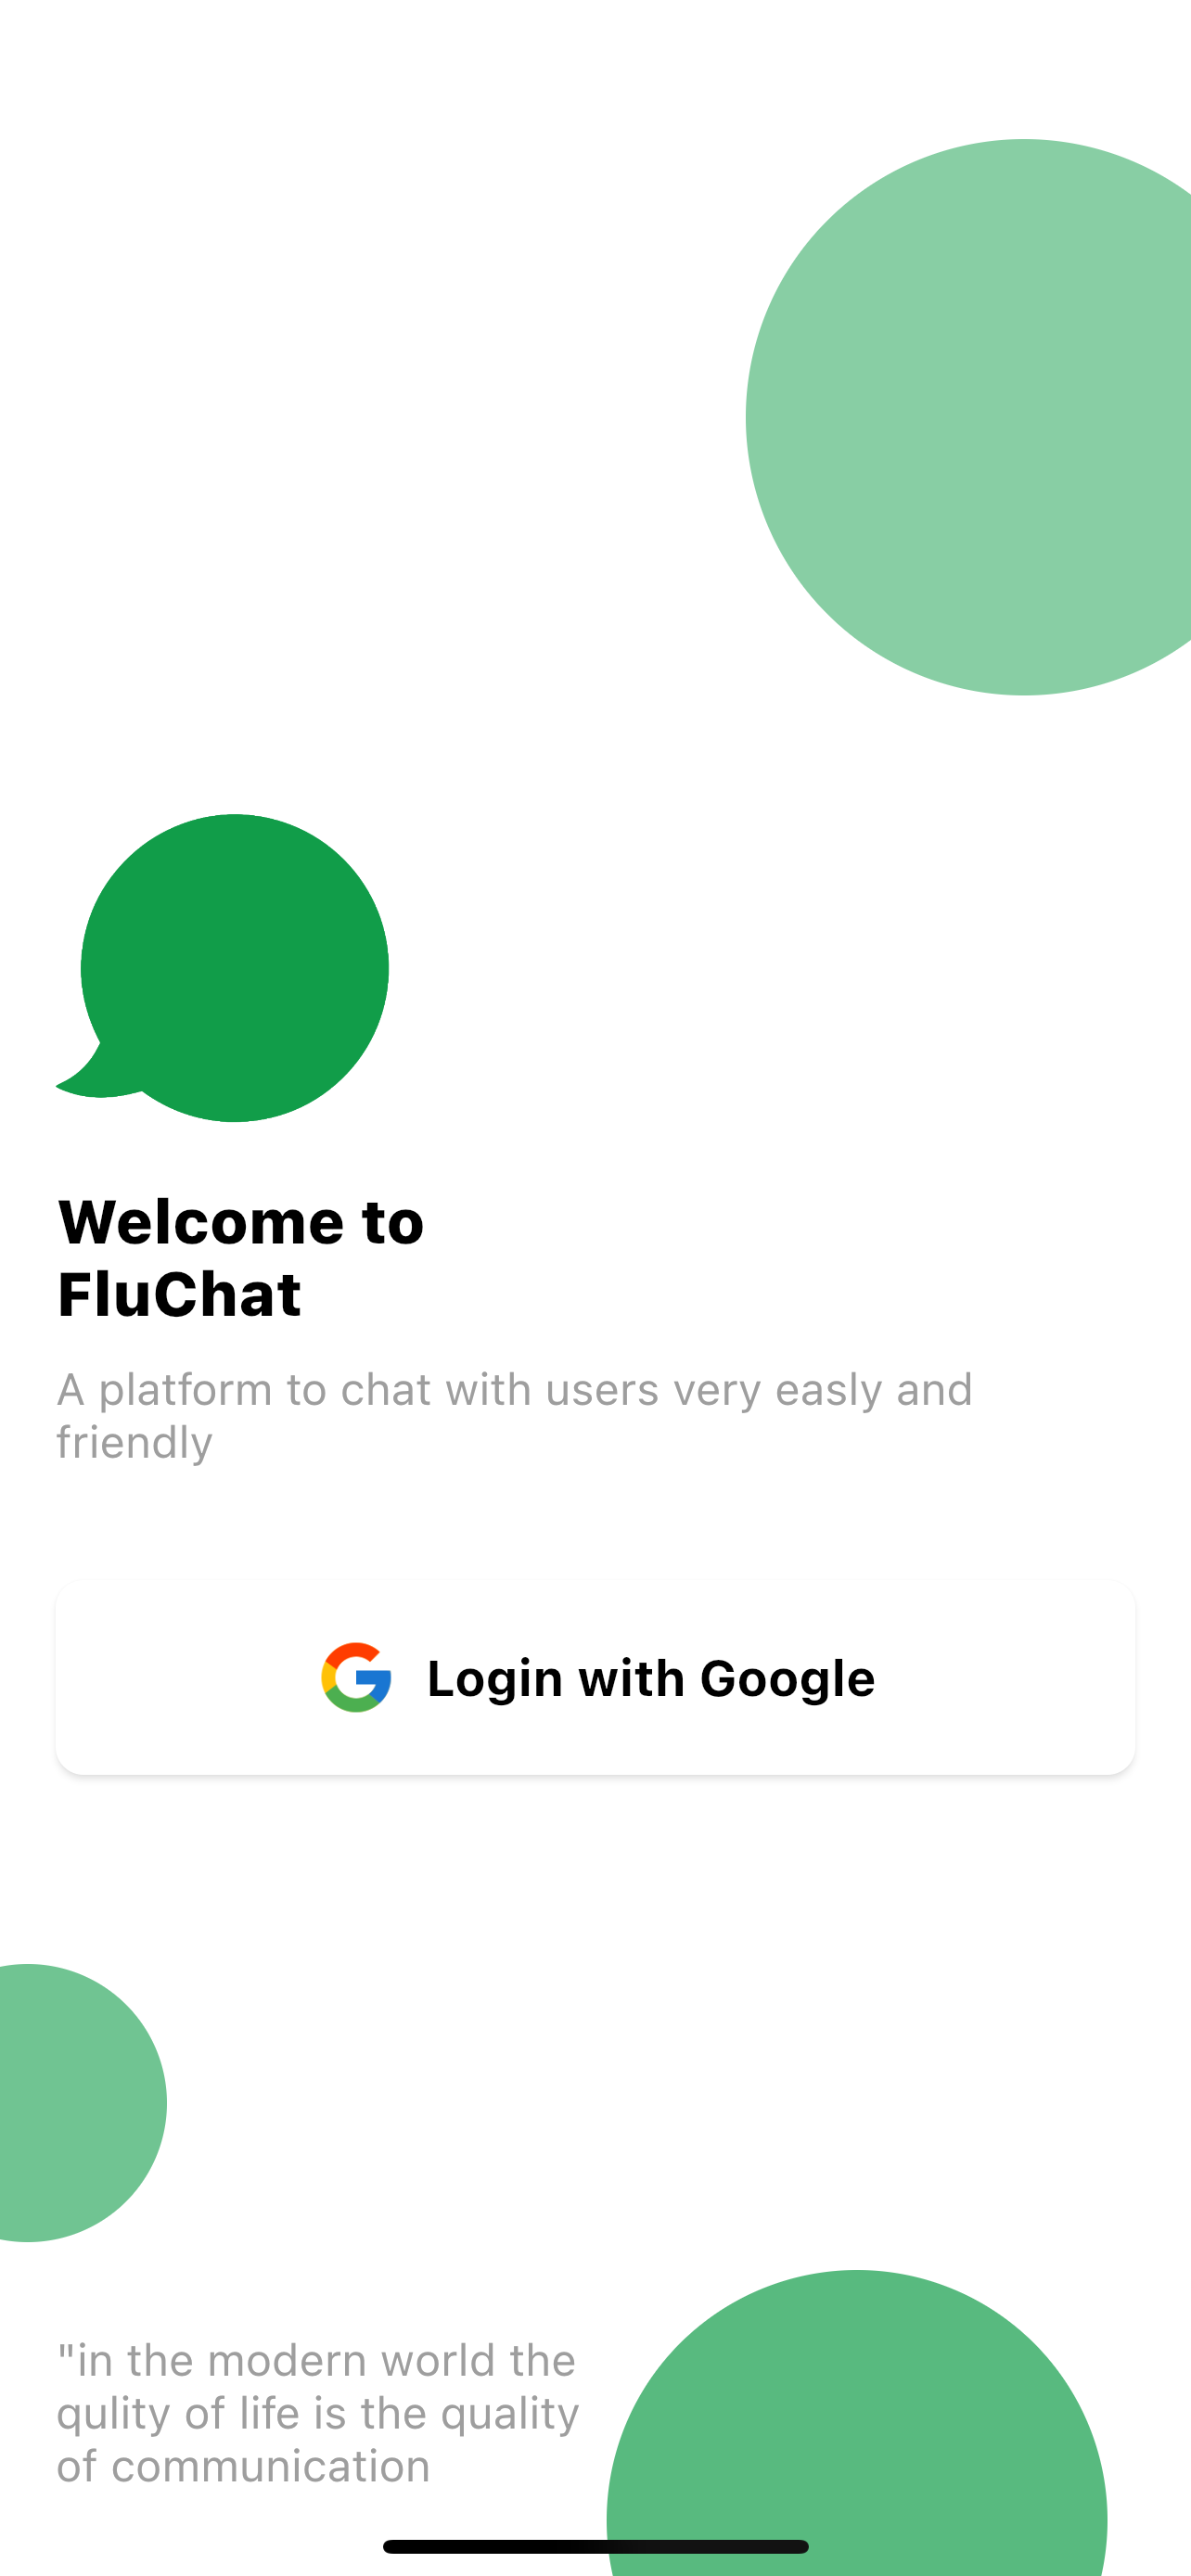 Welcome to
FluChat
A platform to chat with users very easly and
friendly
Login with Google
"in the modern world the
qulity of life is the quality
of communication